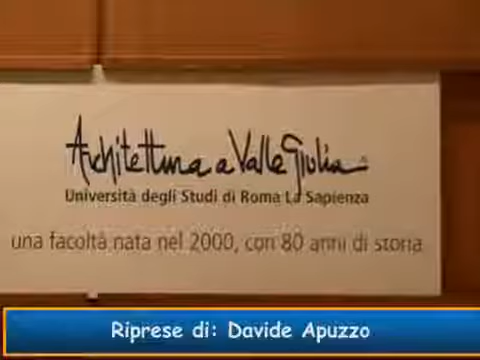 Architettura a Valle Giulia
Università degli Studi di Roma La Sapienza
una facoltà nata nel 2000, con 80 anni di storia
Riprese di: Davide Apuzzo